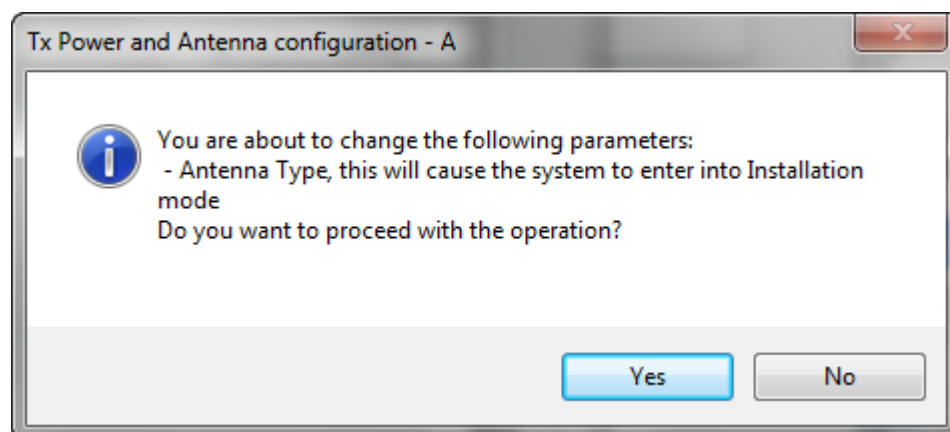 Tx Power and Antenna configuration - A
You are about to change the following parameters:
- Antenna Type, this will cause the system to enter into Installation
mode
Do you want to proceed with the operation?
Yes
No